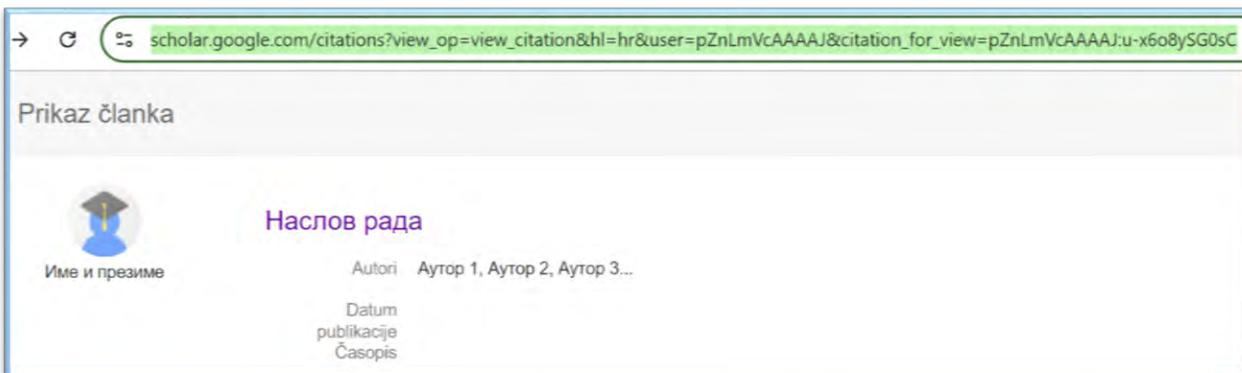 scholar.google.com/citations?view_op=view_citation&hl=hr&user=pZnLmVcAAAAJ&citation_for_view=pZnLmVcAAAAJ:u-x6o8ySG0sC
Prikaz članka
Име и презиме
Наслов рада
Autori Аутор 1, Аутор 2, Аутор 3...
Datum
publikacije
Časopis